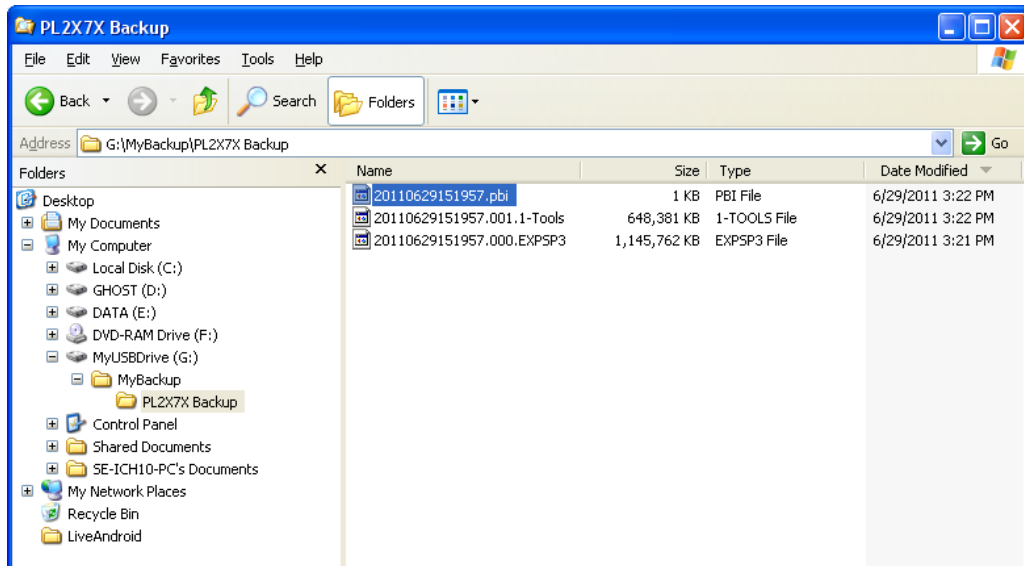 PL2X7X Backup
File Edit View Favorites Tools Help
Back Search Folders
Address G:\MyBackup\PL2X7X Backup Go
Folders X Name Size Type Date Modified
Desktop
My Documents
My Computer
Local Disk (C:)
GHOST (D:)
DATA (E:)
DVD-RAM Drive (F:)
MyUSBDrive (G:)
MyBackup
PL2X7X Backup
Control Panel
Shared Documents
SE-ICH10-PC's Documents
My Network Places
Recycle Bin
LiveAndroid
20110629151957.pbi 1 KB PBI File 6/29/2011 3:22 PM
20110629151957.001.1-Tools 648,381 KB 1-TOOLS File 6/29/2011 3:22 PM
20110629151957.000.EXPSP3 1,145,762 KB EXPSP3 File 6/29/2011 3:21 PM